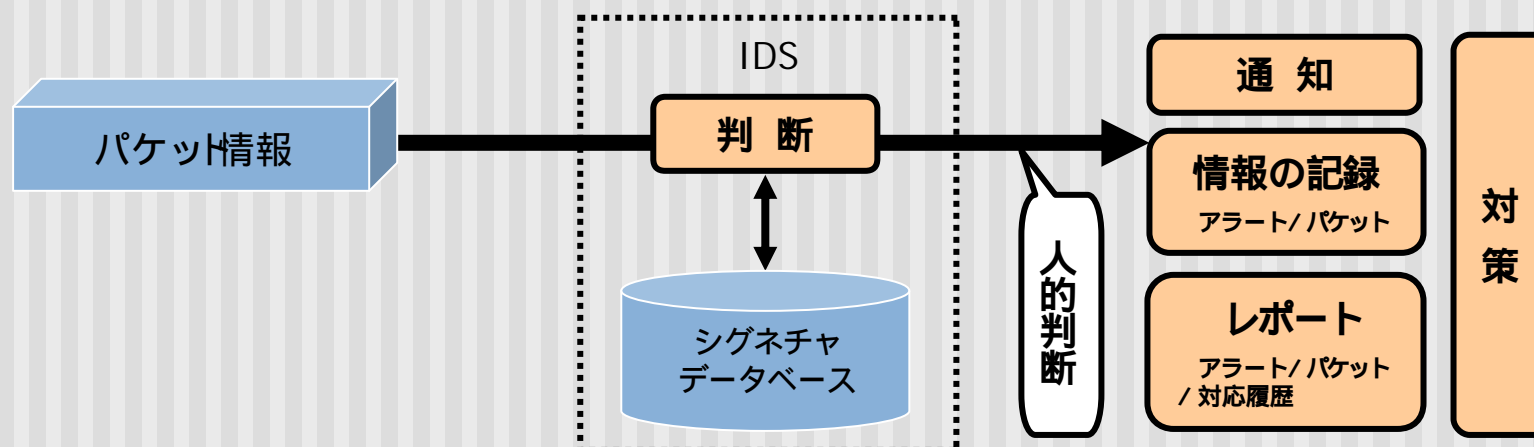 IDS
パケット情報
判 断
シグネチャ
データベース
人的判断
通 知
情報の記録
アラート/ パケット
レポート
アラート/ パケット
/ 対応履歴
対
策